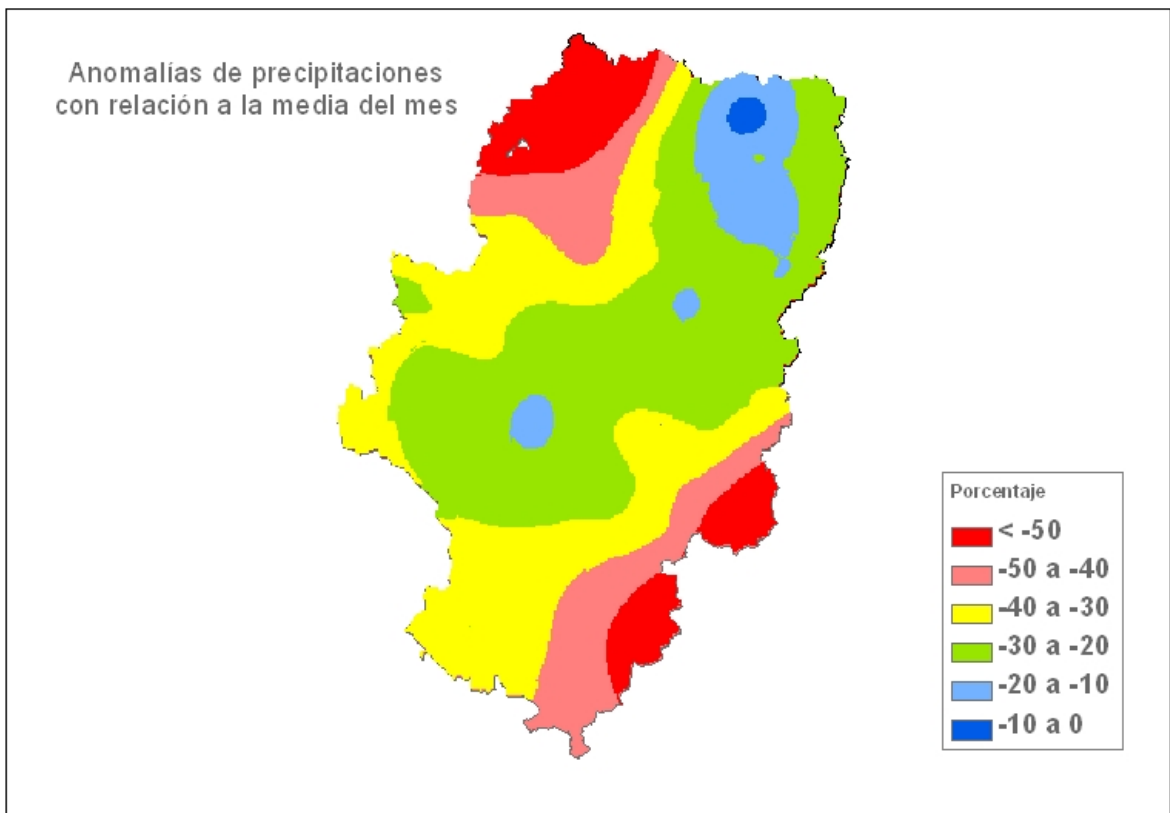 Anomalías de precipitaciones
con relación a la media del mes
Porcentaje
< -50
-50 a -40
-40 a -30
-30 a -20
-20 a -10
-10 a 0